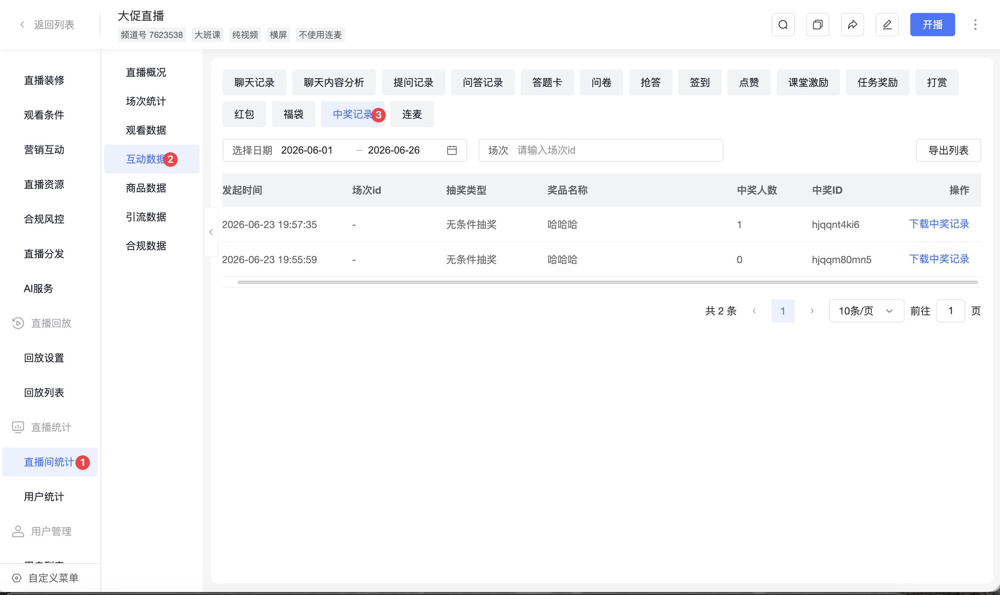 返回列表
大促直播
频道号 7623538 大班课 纯视频 横屏 不使用连麦
开播
直播装修
观看条件
营销互动
直播资源
合规风控
直播分发
AI服务
直播回放
回放设置
回放列表
直播统计
直播间统计 1
用户统计
用户管理
用户列表
自定义菜单
直播概况
场次统计
观看数据
互动数据 2
商品数据
引流数据
合规数据
聊天记录 聊天内容分析 提问记录 问答记录 答题卡 问卷 抢答 签到 点赞 课堂激励 任务奖励 打赏
红包 福袋 中奖记录 3 连麦
选择日期 2026-06-01 – 2026-06-26 场次 请输入场次id 导出列表
发起时间 场次id 抽奖类型 奖品名称 中奖人数 中奖ID 操作
2026-06-23 19:57:35 - 无条件抽奖 哈哈哈 1 hjqqnt4ki6 下载中奖记录
2026-06-23 19:55:59 - 无条件抽奖 哈哈哈 0 hjqqm80mn5 下载中奖记录
共 2 条 1 10条/页 前往 1 页